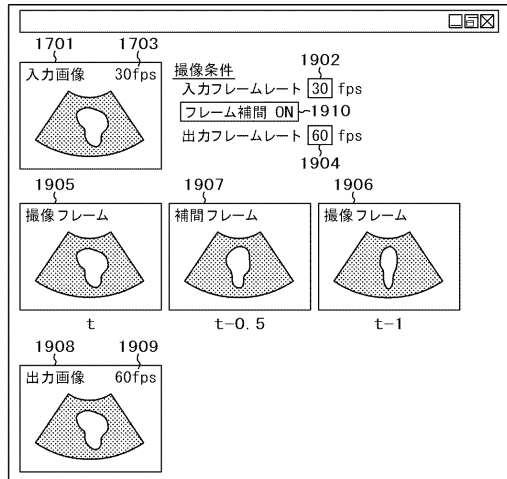 1701
1703
1902
入力画像 30fps
撮像条件
入力フレームレート 30 fps
フレーム補間 ON
1910
出力フレームレート 60 fps
1904
1905
1907
1906
撮像フレーム
補間フレーム
撮像フレーム
t
t-0.5
t-1
1908
1909
出力画像 60fps